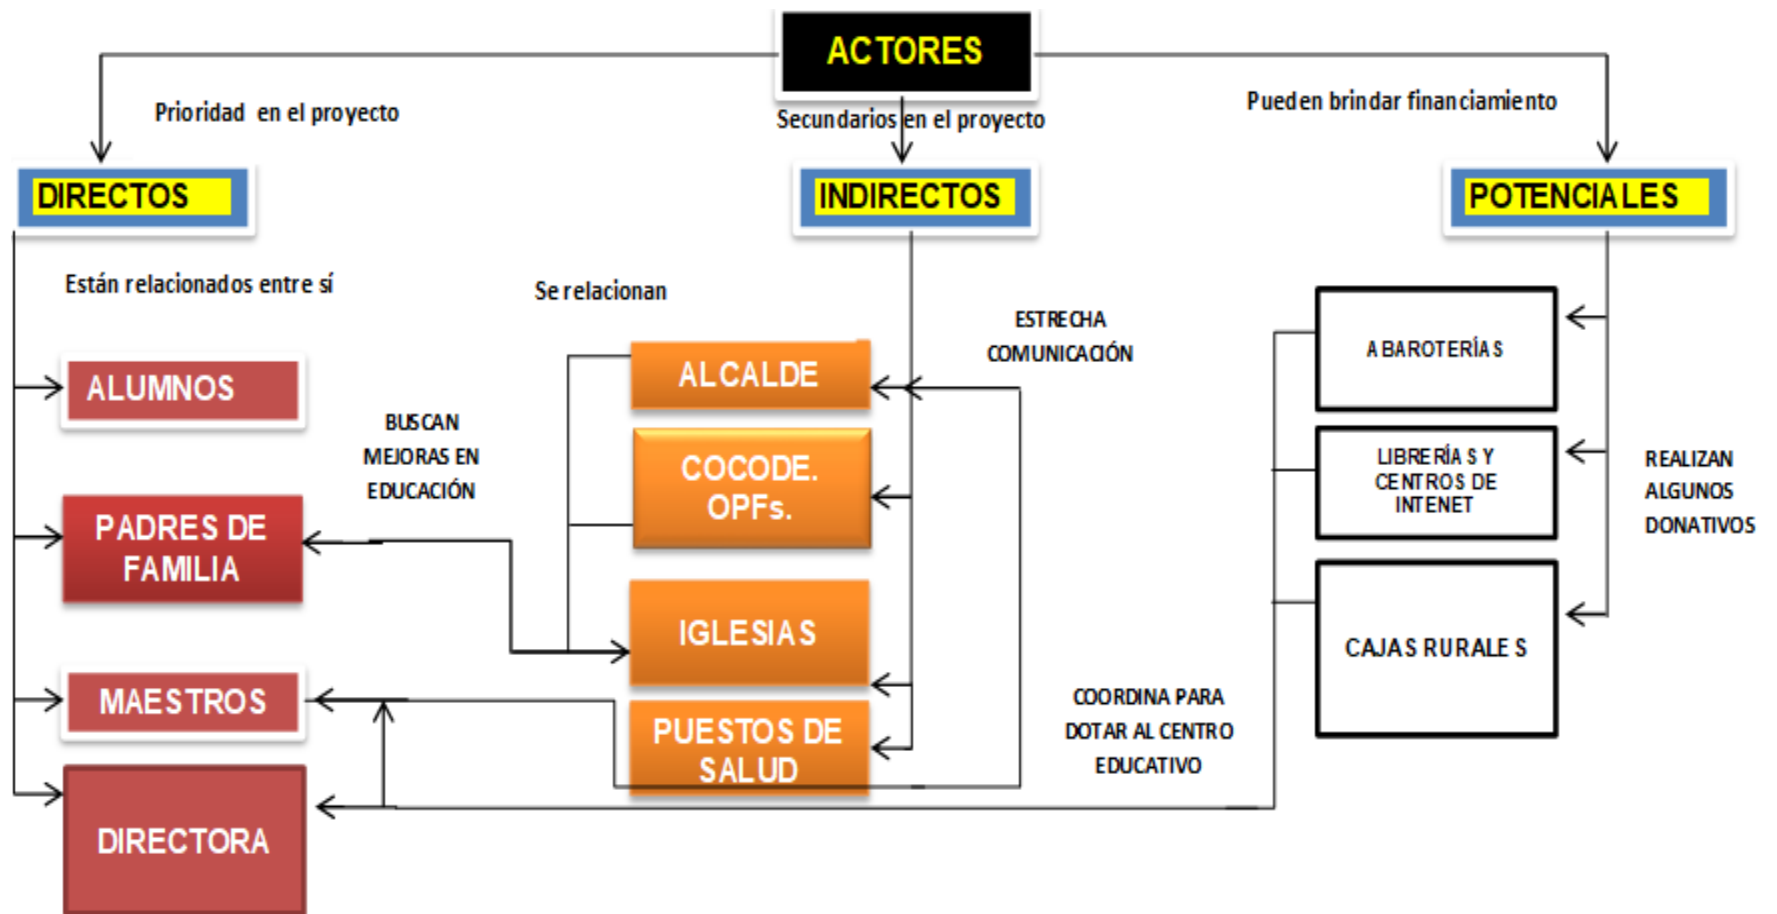 ACTORES
Prioridad en el proyecto
Secundarios en el proyecto
Pueden brindar financiamiento
DIRECTOS
INDIRECTOS
POTENCIALES
Están relacionados entre sí
Se relacionan
ALUMNOS
PADRES DE
FAMILIA
MAESTROS
DIRECTORA
BUSCAN
MEJORAS EN
EDUCACIÓN
ALCALDE
COCODE.
OPFs.
IGLESIAS
PUESTOS DE
SALUD
ESTRECHA
COMUNICACIÓN
COORDINA PARA
DOTAR AL CENTRO
EDUCATIVO
ABAROTERÍAS
LIBRERÍAS Y
CENTROS DE
INTENET
CAJAS RURALES
REALIZAN
ALGUNOS
DONATIVOS